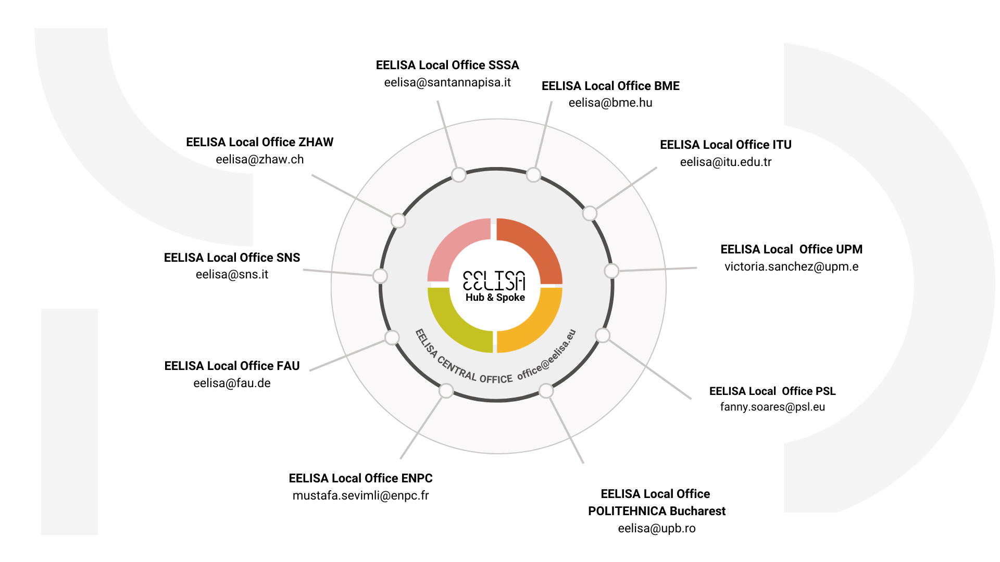 EELISA Local Office SSSA
eelisa@santannapisa.it
EELISA Local Office BME
eelisa@bme.hu
EELISA Local Office ZHAW
eelisa@zhaw.ch
EELISA Local Office ITU
eelisa@itu.edu.tr
EELISA Local Office SNS
eelisa@sns.it
EELISA Local  Office UPM
victoria.sanchez@upm.e
EELISA
Hub & Spoke
EELISA CENTRAL OFFICE  office@eelisa.eu
EELISA Local Office FAU
eelisa@fau.de
EELISA Local  Office PSL
fanny.soares@psl.eu
EELISA Local Office ENPC
mustafa.sevimli@enpc.fr
EELISA Local Office
POLITEHNICA Bucharest
eelisa@upb.ro